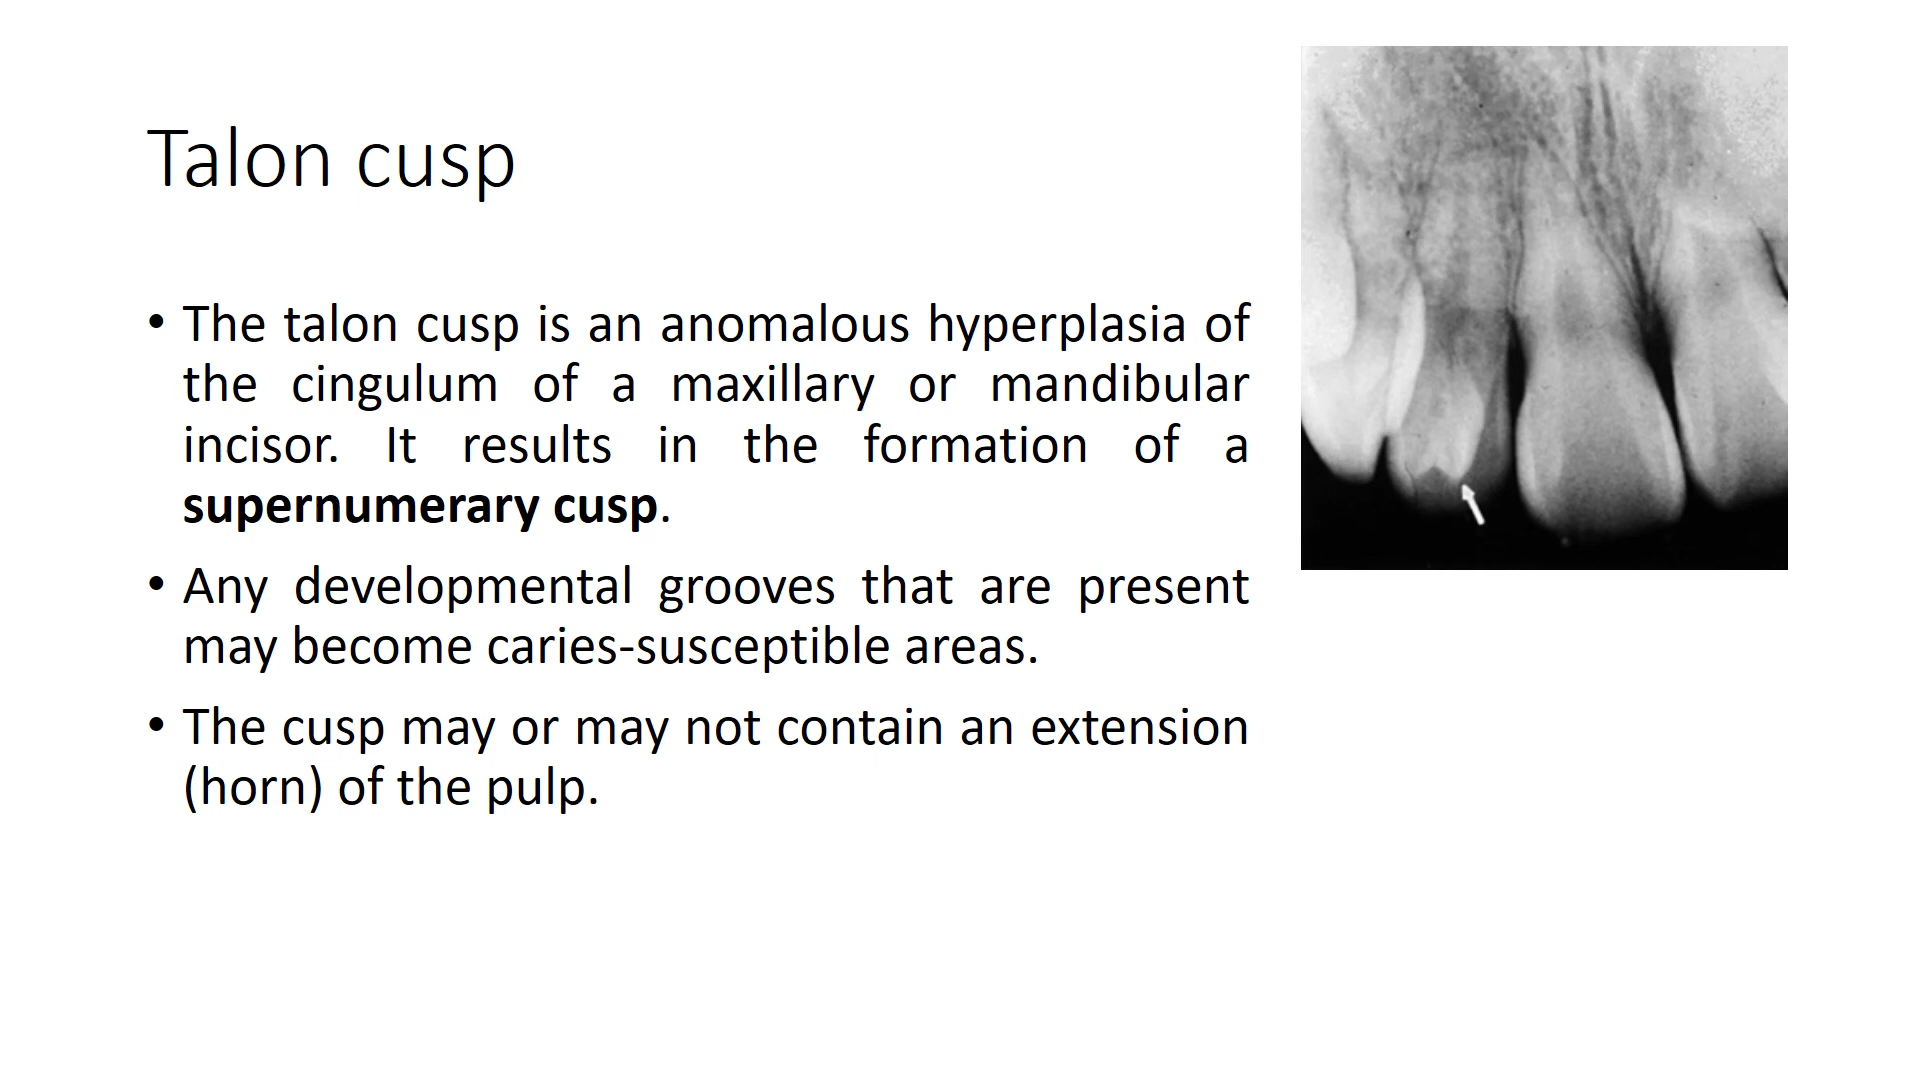 Talon cusp
• The talon cusp is an anomalous hyperplasia of
the cingulum of a maxillary or mandibular
incisor. It results in the formation of a
supernumerary cusp.
• Any developmental grooves that are present
may become caries-susceptible areas.
• The cusp may or may not contain an extension
(horn) of the pulp.